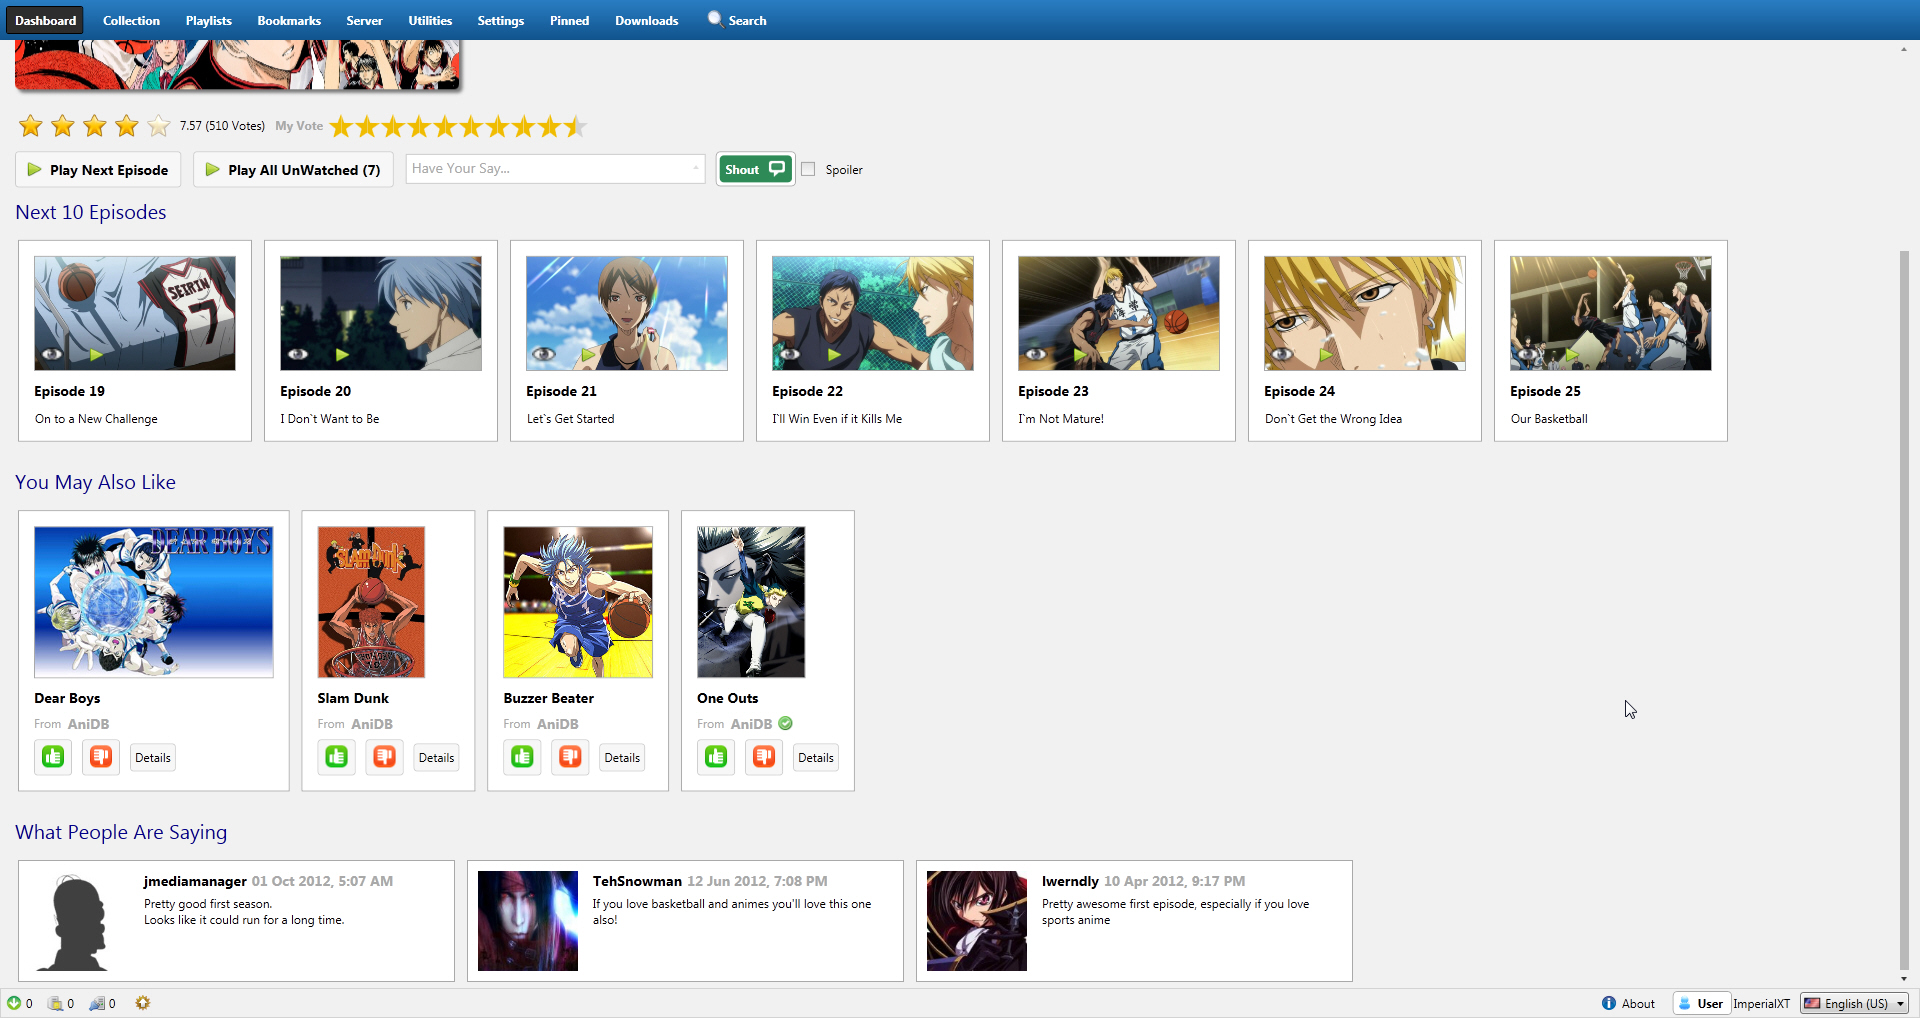 Dashboard Collection Playlists Bookmarks Server Utilities Settings Pinned Downloads Search
7.57 (510 Votes) My Vote
Play Next Episode Play All UnWatched (7) Have Your Say... Shout Spoiler
Next 10 Episodes
SEIRIN
7
Episode 19 Episode 20 Episode 21 Episode 22 Episode 23 Episode 24 Episode 25
On to a New Challenge I Don`t Want to Be Let`s Get Started I`ll Win Even if it Kills Me I`m Not Mature! Don`t Get the Wrong Idea Our Basketball
You May Also Like
DEAR BOYS
SLAM DUNK
Dear Boys Slam Dunk Buzzer Beater One Outs
From AniDB From AniDB From AniDB From AniDB
Details Details Details Details
What People Are Saying
jmediamanager 01 Oct 2012, 5:07 AM
Pretty good first season.
Looks like it could run for a long time.
TehSnowman 12 Jun 2012, 7:08 PM
If you love basketball and animes you'll love this one
also!
lwerndly 10 Apr 2012, 9:17 PM
Pretty awesome first episode, especially if you love
sports anime
0 0 0 About User ImperialXT English (US)